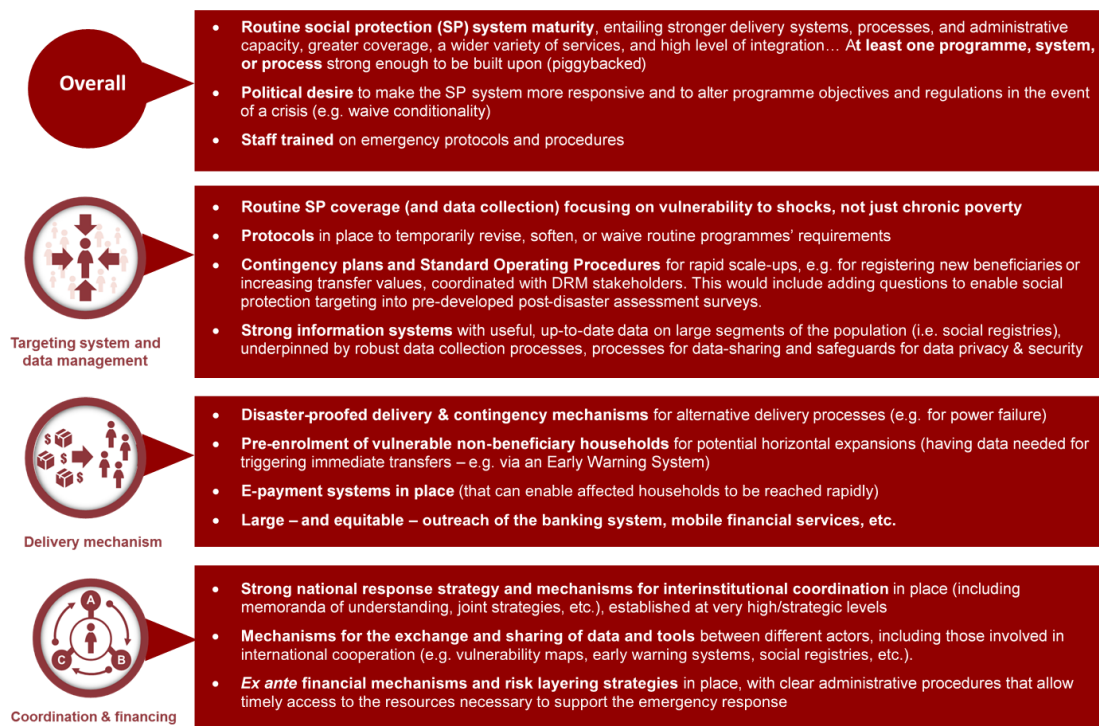 Overall
• Routine social protection (SP) system maturity, entailing stronger delivery systems, processes, and administrative
capacity, greater coverage, a wider variety of services, and high level of integration… At least one programme, system,
or process strong enough to be built upon (piggybacked)
• Political desire to make the SP system more responsive and to alter programme objectives and regulations in the event
of a crisis (e.g. waive conditionality)
• Staff trained on emergency protocols and procedures
Targeting system and
data management
• Routine SP coverage (and data collection) focusing on vulnerability to shocks, not just chronic poverty
• Protocols in place to temporarily revise, soften, or waive routine programmes' requirements
• Contingency plans and Standard Operating Procedures for rapid scale-ups, e.g. for registering new beneficiaries or
increasing transfer values, coordinated with DRM stakeholders. This would include adding questions to enable social
protection targeting into pre-developed post-disaster assessment surveys.
• Strong information systems with useful, up-to-date data on large segments of the population (i.e. social registries),
underpinned by robust data collection processes, processes for data-sharing and safeguards for data privacy & security
$ $ $ $
Delivery mechanism
• Disaster-proofed delivery & contingency mechanisms for alternative delivery processes (e.g. for power failure)
• Pre-enrolment of vulnerable non-beneficiary households for potential horizontal expansions (having data needed for
triggering immediate transfers – e.g. via an Early Warning System)
• E-payment systems in place (that can enable affected households to be reached rapidly)
• Large – and equitable – outreach of the banking system, mobile financial services, etc.
A
C B
Coordination & financing
• Strong national response strategy and mechanisms for interinstitutional coordination in place (including
memoranda of understanding, joint strategies, etc.), established at very high/strategic levels
• Mechanisms for the exchange and sharing of data and tools between different actors, including those involved in
international cooperation (e.g. vulnerability maps, early warning systems, social registries, etc.).
• Ex ante financial mechanisms and risk layering strategies in place, with clear administrative procedures that allow
timely access to the resources necessary to support the emergency response